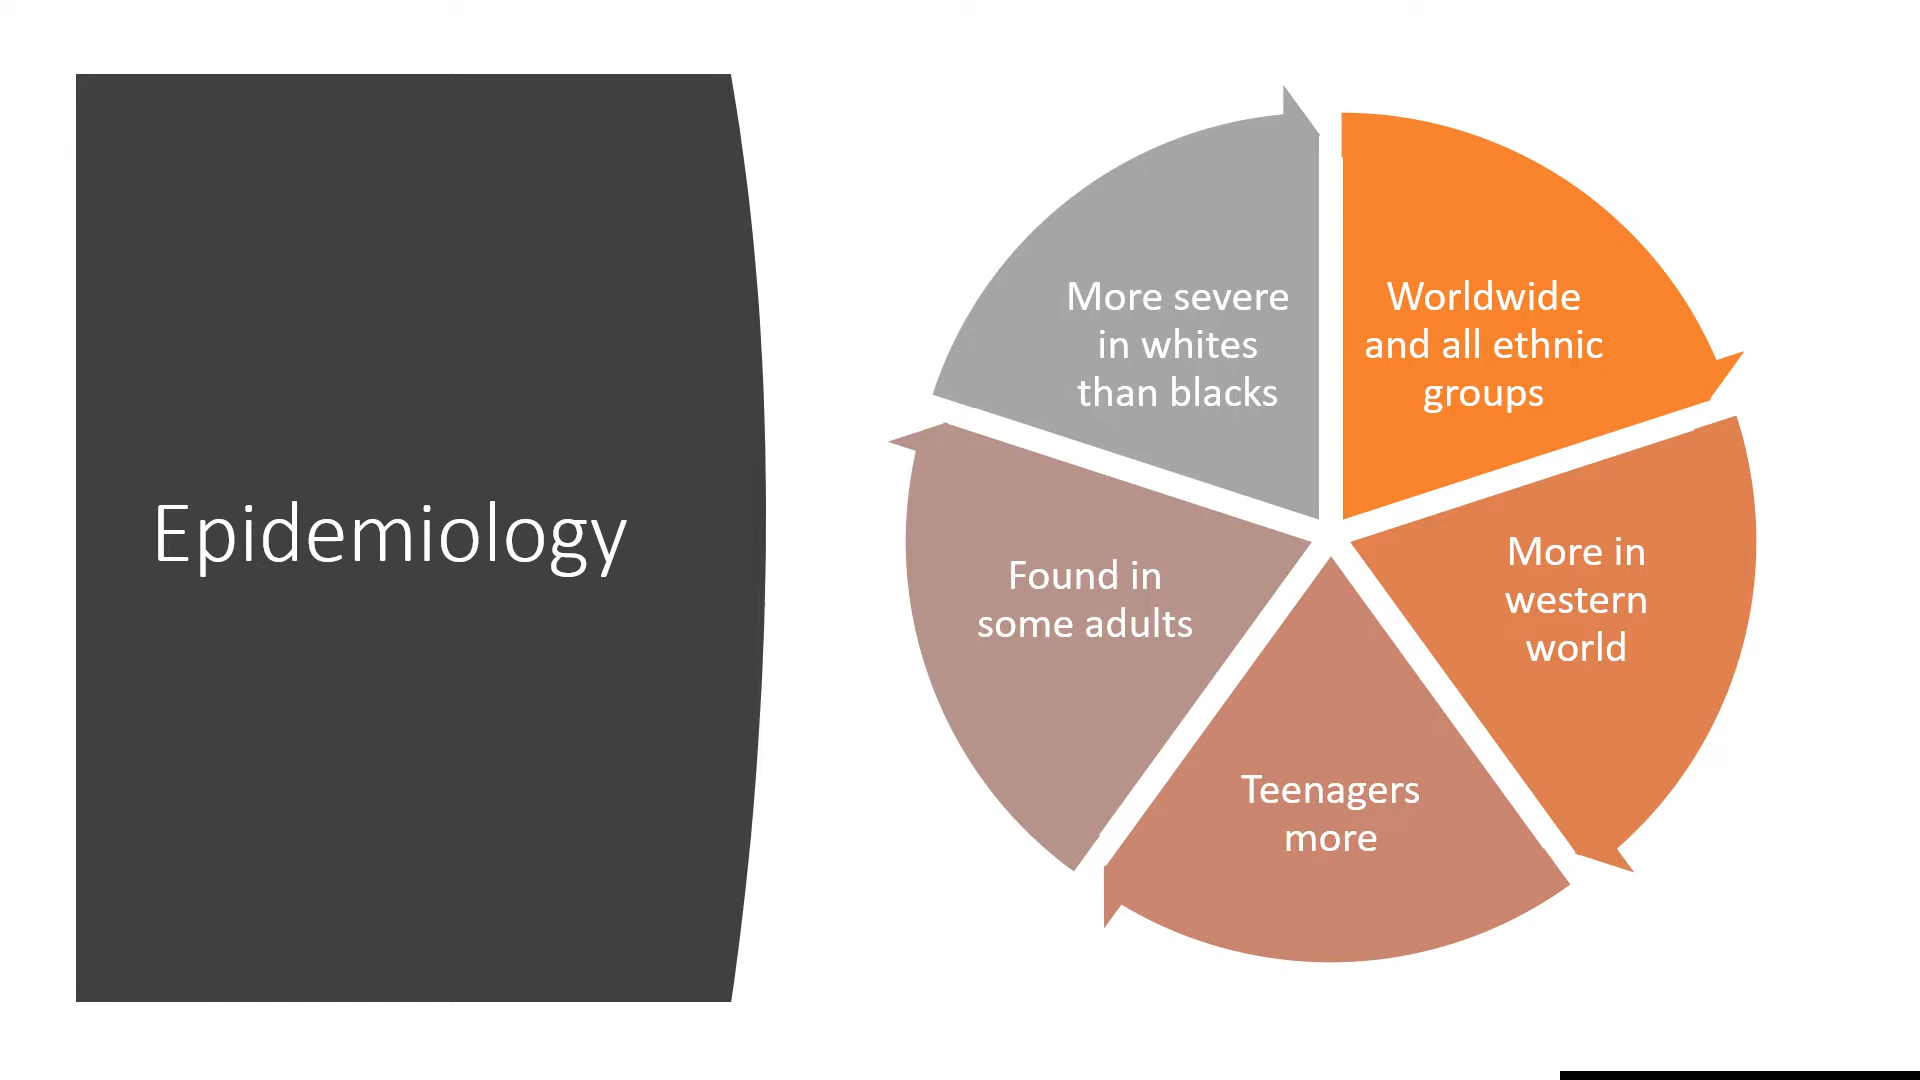 Epidemiology
Worldwide
and all ethnic
groups
More in
western
world
Teenagers
more
Found in
some adults
More severe
in whites
than blacks